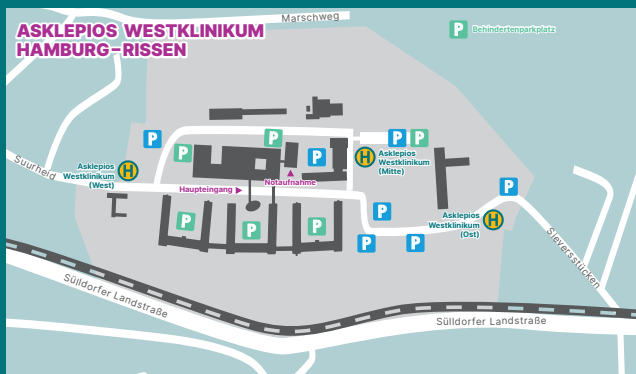 ASKLEPIOS WESTKLINIKUM
HAMBURG-RISSEN
Marschweg
P Behindertenparkplatz
P
P
P
P
P
P
Suurheid
Asklepios
Westklinikum
(West)
H
H
Asklepios
Westklinikum
(Mitte)
Notaufnahme
Haupteingang
P
P
P
P
P
Asklepios
Westklinikum
(Ost)
H
P
P
Sieversstücken
Sülldorfer Landstraße
Sülldorfer Landstraße